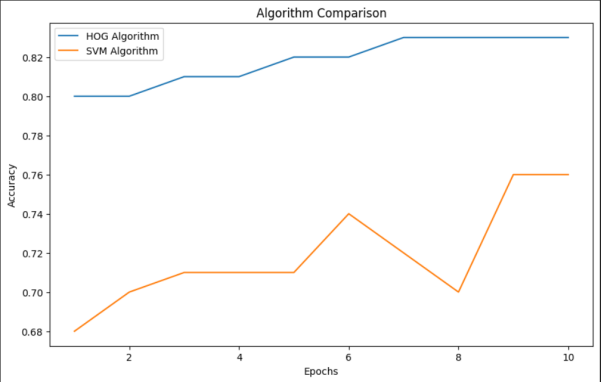 Algorithm Comparison
HOG Algorithm
SVM Algorithm
0.82
0.80
0.78
0.76
0.74
0.72
0.70
0.68
Accuracy
2 4 6 8 10
Epochs